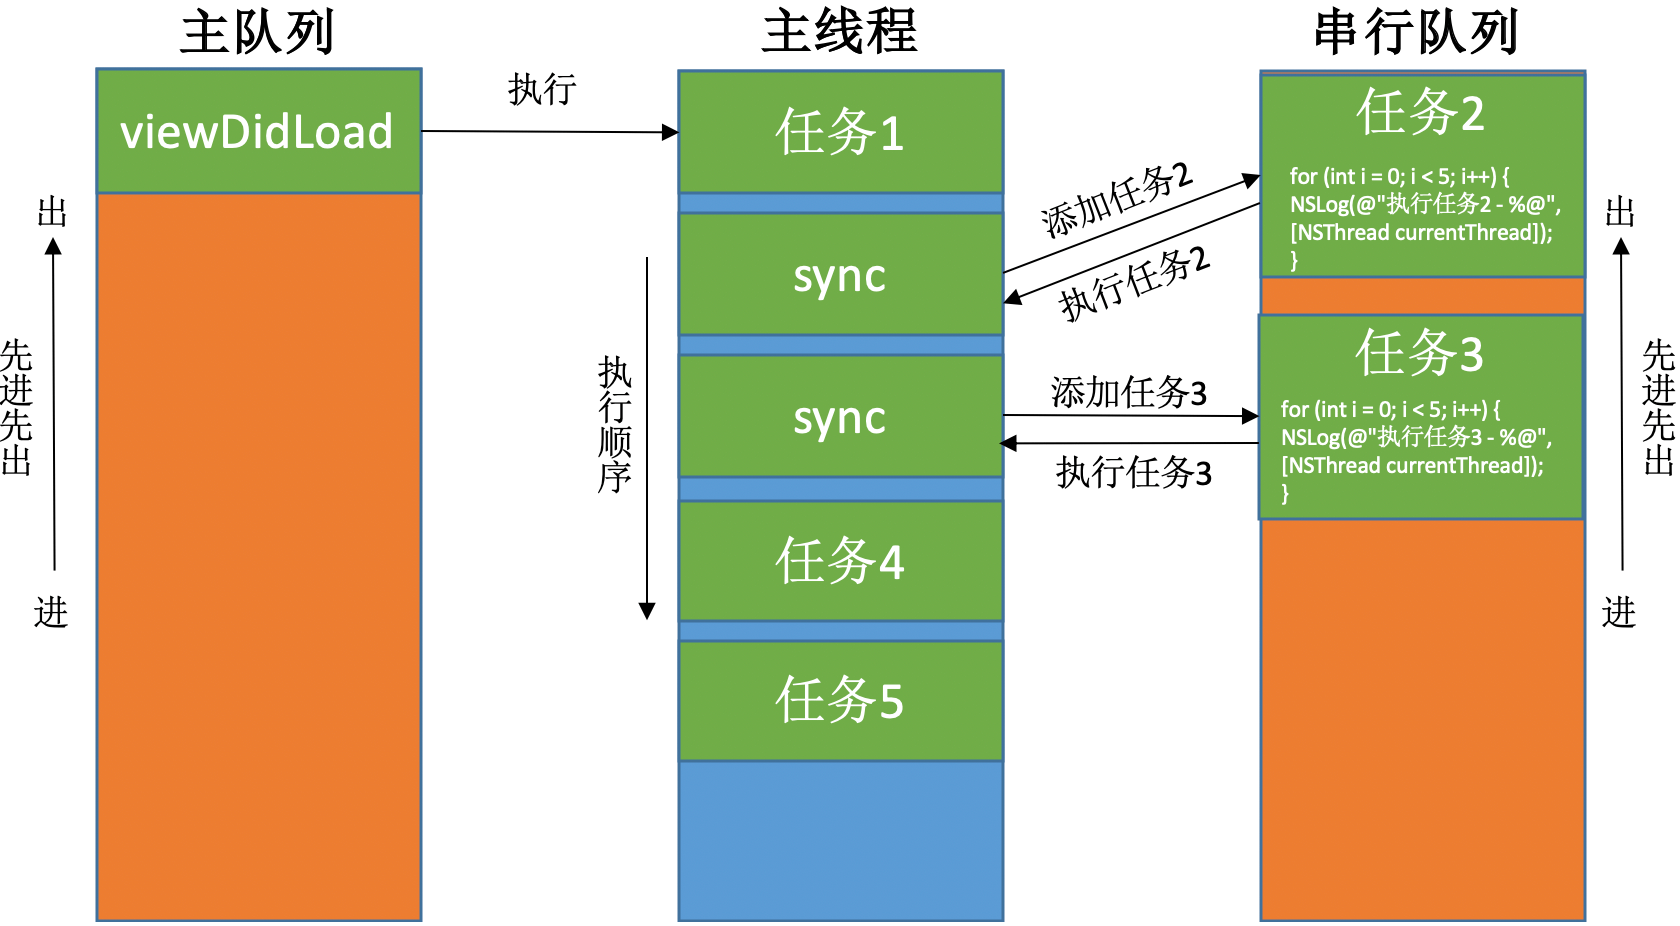 主队列
主线程
串行队列
viewDidLoad
执行
任务1
sync
sync
任务4
任务5
添加任务2
执行任务2
添加任务3
执行任务3
任务2
for (int i = 0; i < 5; i++) {
NSLog(@"执行任务2 - %@",
[NSThread currentThread]);
}
任务3
for (int i = 0; i < 5; i++) {
NSLog(@"执行任务3 - %@",
[NSThread currentThread]);
}
出
先进先出
进
执行顺序
出
先进先出
进